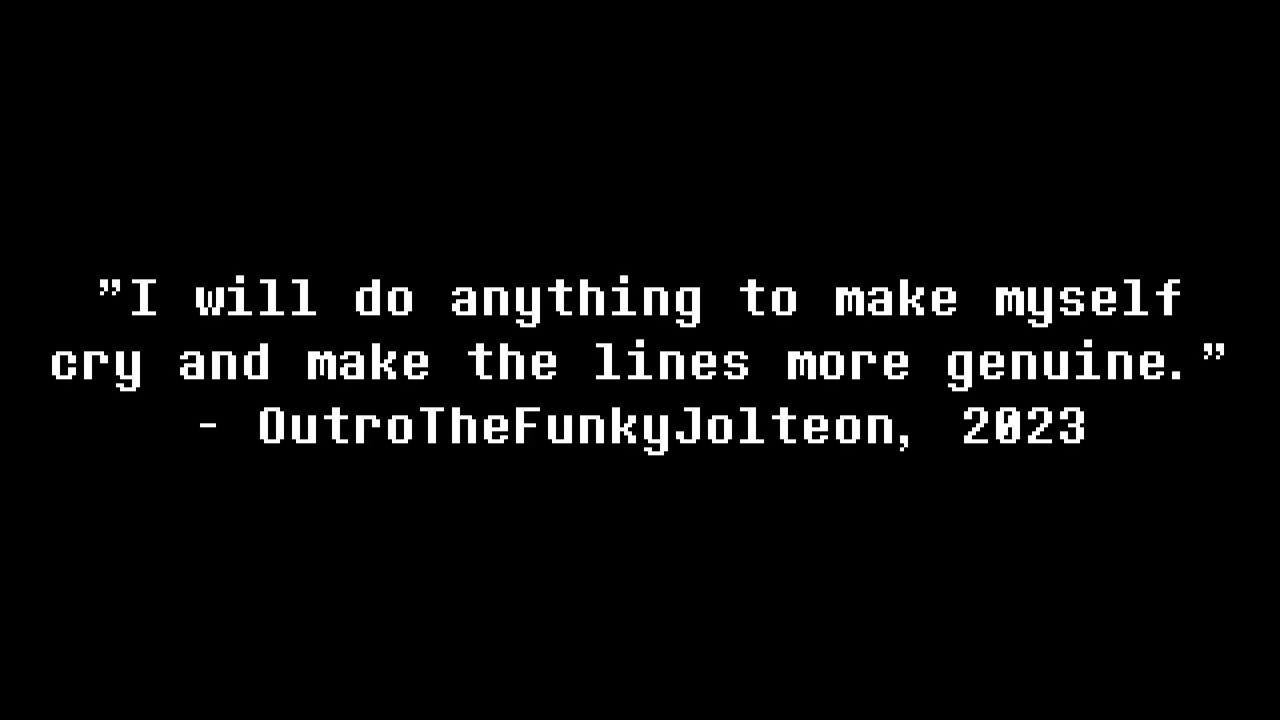 "I will do anything to make myself
cry and make the lines more genuine."
- OutroTheFunkyJolteon, 2023